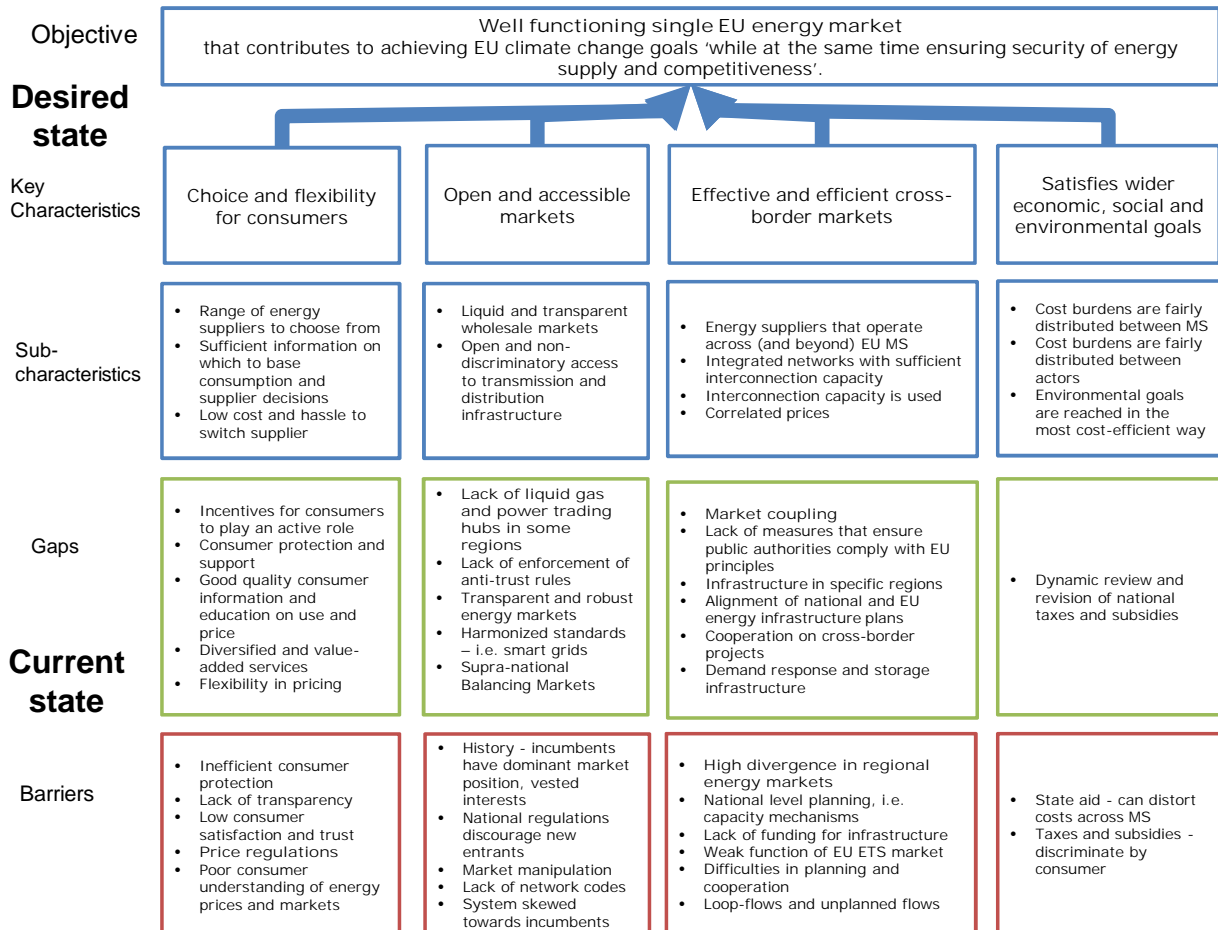 Objective
Well functioning single EU energy market
that contributes to achieving EU climate change goals ‘while at the same time ensuring security of energy
supply and competitiveness’.
Desired
state
Key
Characteristics
Choice and flexibility
for consumers
Open and accessible
markets
Effective and efficient cross-
border markets
Satisfies wider
economic, social and
environmental goals
Sub-
characteristics
• Range of energy
suppliers to choose from
• Sufficient information on
which to base
consumption and
supplier decisions
• Low cost and hassle to
switch supplier
• Liquid and transparent
wholesale markets
• Open and non-
discriminatory access
to transmission and
distribution
infrastructure
• Energy suppliers that operate
across (and beyond) EU MS
• Integrated networks with sufficient
interconnection capacity
• Interconnection capacity is used
• Correlated prices
• Cost burdens are fairly
distributed between MS
• Cost burdens are fairly
distributed between
actors
• Environmental goals
are reached in the
most cost-efficient way
Gaps
• Incentives for consumers
to play an active role
• Consumer protection and
support
• Good quality consumer
information and
education on use and
price
• Diversified and value-
added services
• Flexibility in pricing
• Lack of liquid gas
and power trading
hubs in some
regions
• Lack of enforcement of
anti-trust rules
• Transparent and robust
energy markets
• Harmonized standards
– i.e. smart grids
• Supra-national
Balancing Markets
• Market coupling
• Lack of measures that ensure
public authorities comply with EU
principles
• Infrastructure in specific regions
• Alignment of national and EU
energy infrastructure plans
• Cooperation on cross-border
projects
• Demand response and storage
infrastructure
• Dynamic review and
revision of national
taxes and subsidies
Current
state
Barriers
• Inefficient consumer
protection
• Lack of transparency
• Low consumer
satisfaction and trust
• Price regulations
• Poor consumer
understanding of energy
prices and markets
• History - incumbents
have dominant market
position, vested
interests
• National regulations
discourage new
entrants
• Market manipulation
• Lack of network codes
• System skewed
towards incumbents
• High divergence in regional
energy markets
• National level planning, i.e.
capacity mechanisms
• Lack of funding for infrastructure
• Weak function of EU ETS market
• Difficulties in planning and
cooperation
• Loop-flows and unplanned flows
• State aid - can distort
costs across MS
• Taxes and subsidies -
discriminate by
consumer